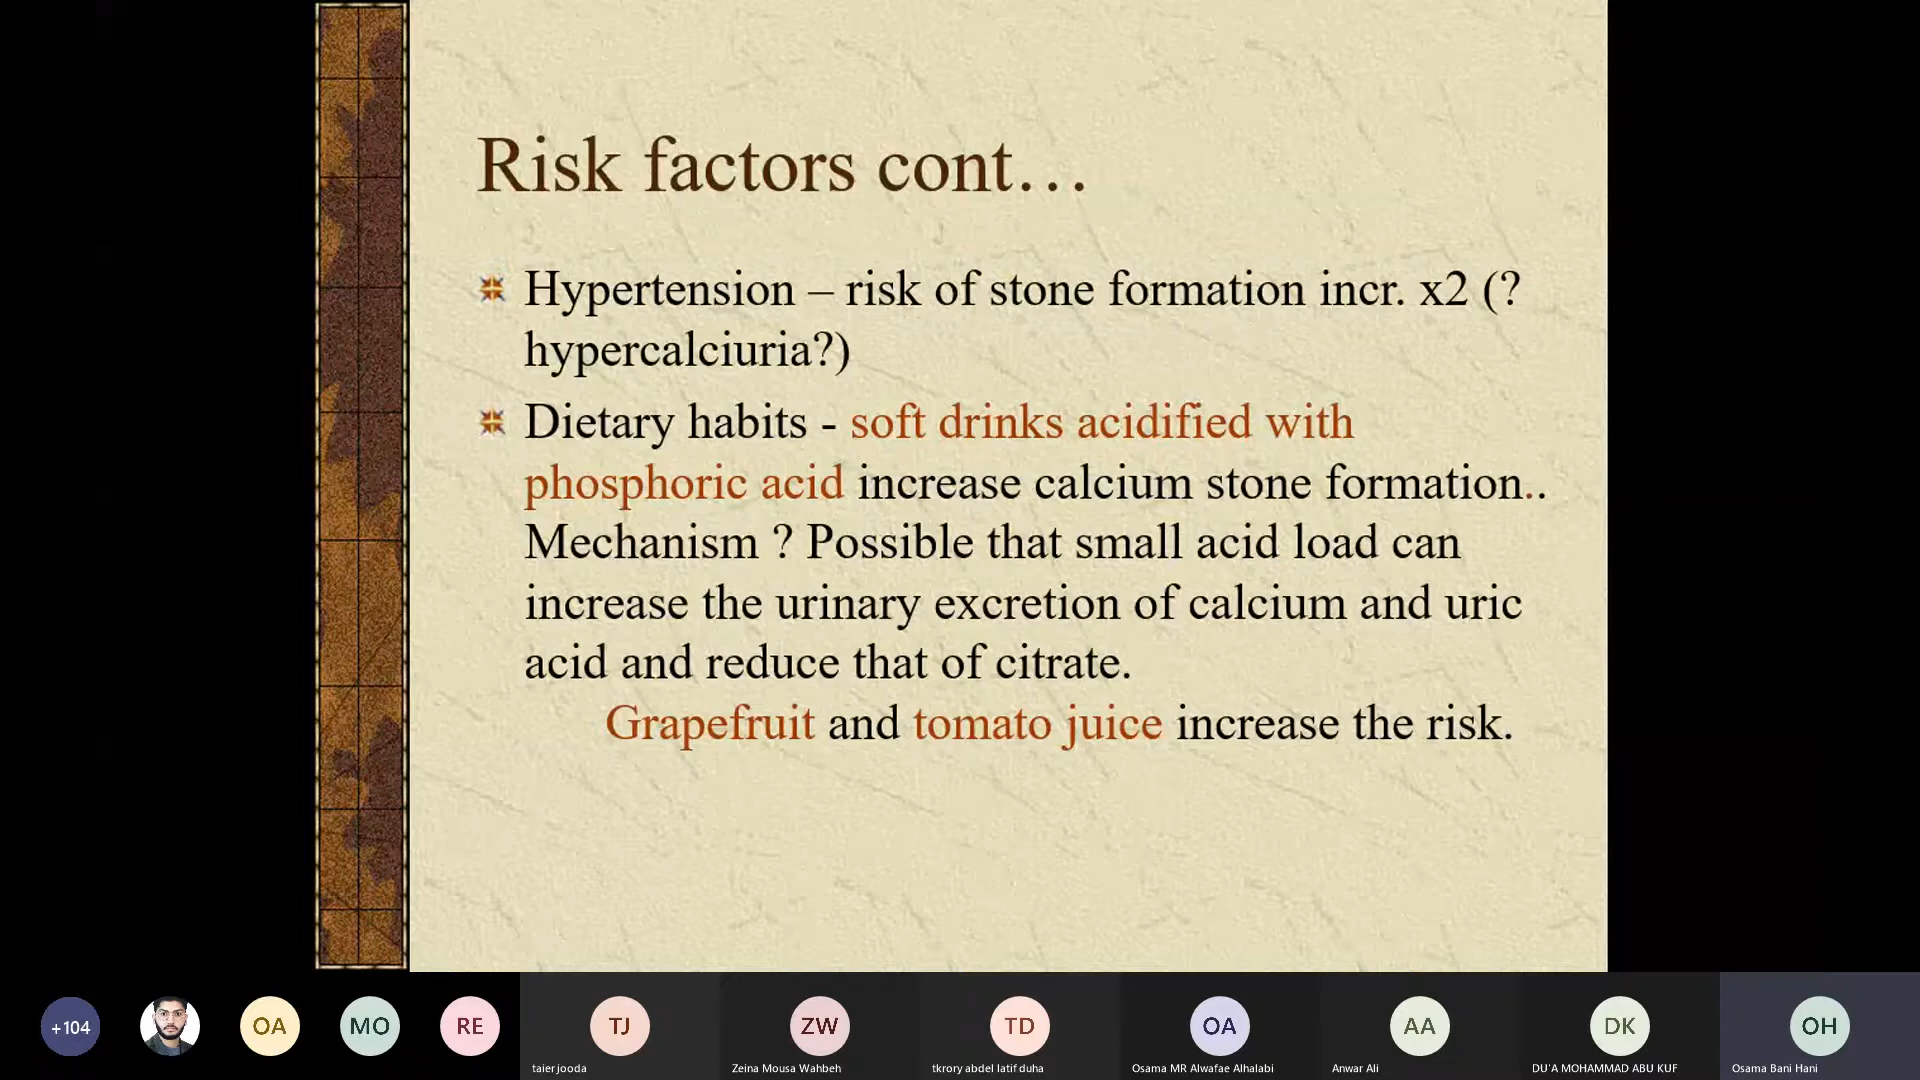 Risk factors cont…
Hypertension – risk of stone formation incr. x2 (?
hypercalciuria?)
Dietary habits - soft drinks acidified with
phosphoric acid increase calcium stone formation..
Mechanism ? Possible that small acid load can
increase the urinary excretion of calcium and uric
acid and reduce that of citrate.
Grapefruit and tomato juice increase the risk.
+104
OA
MO
RE
TJ
ZW
TD
OA
AA
DK
OH
taier jooda
Zeina Mousa Wahbeh
tkrory abdel latif duha
Osama MR Alwafae Alhalabi
Anwar Ali
DU'A MOHAMMAD ABU KUF
Osama Bani Hani